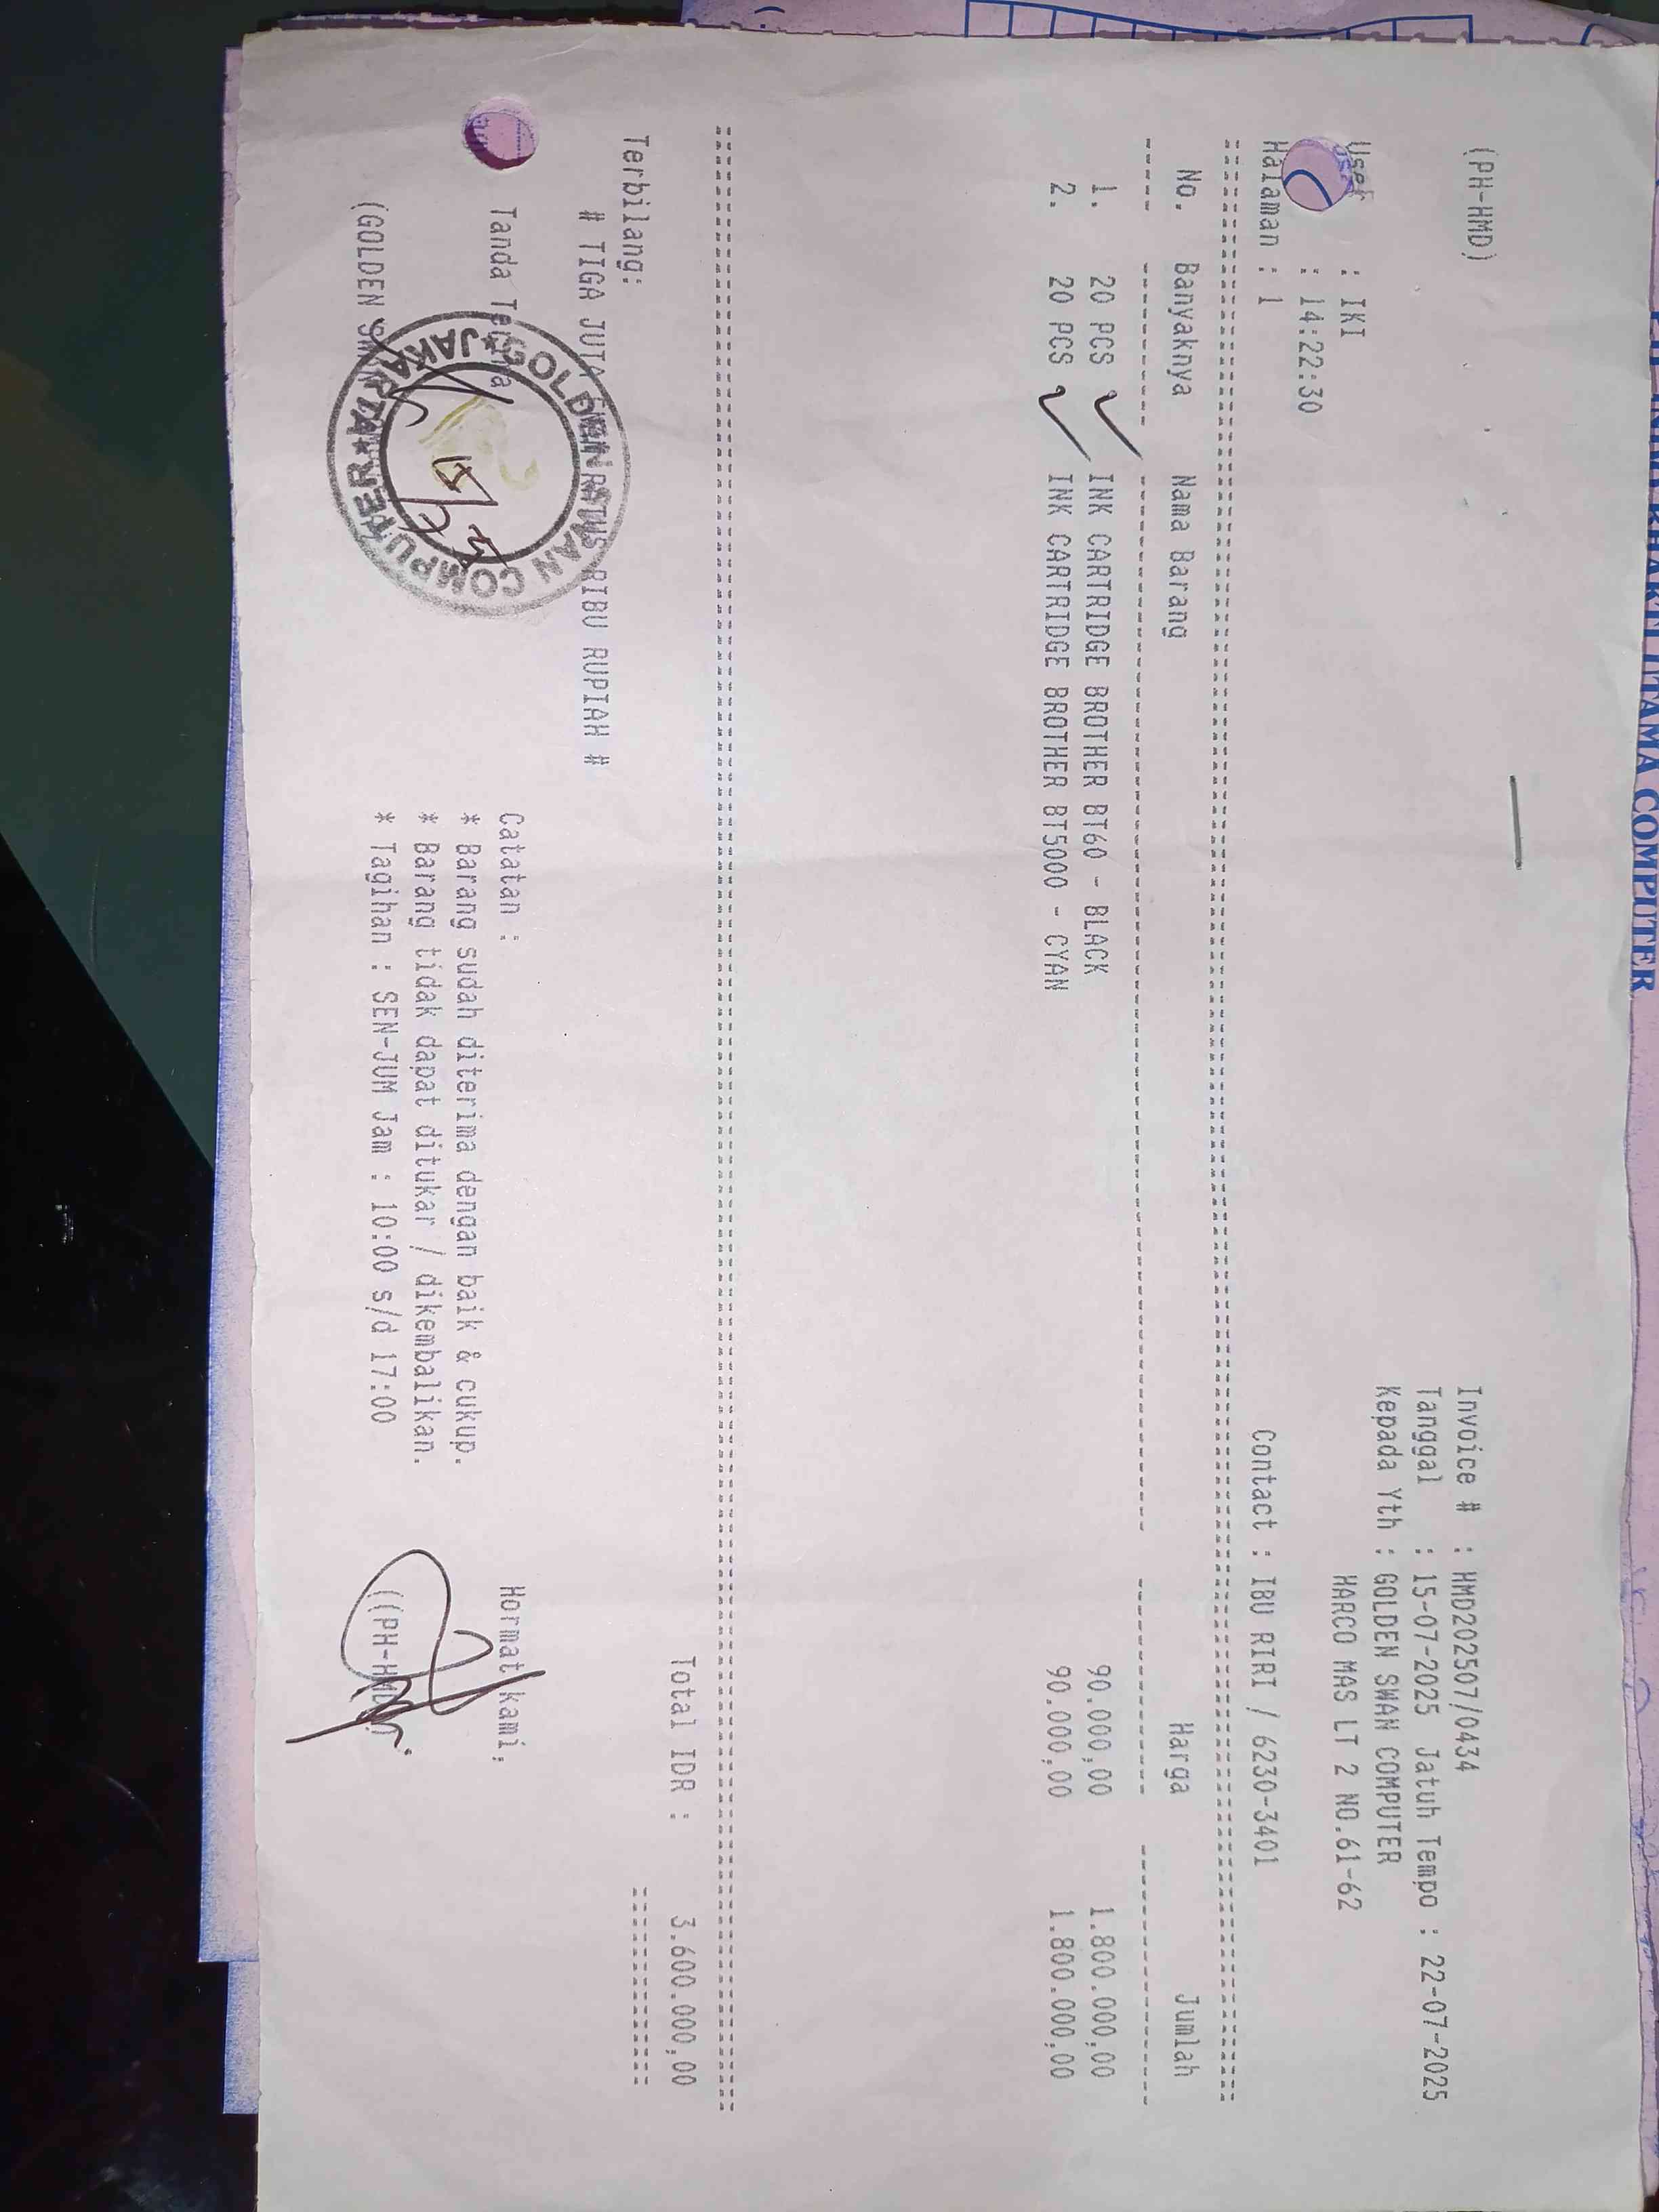 UTAMA COMPUTER
(PH-HMD)
Invoice # : HMD202507/0434
Tanggal : 15-07-2025 Jatuh Tempo : 22-07-2025
User : IKI
Kepada Yth : GOLDEN SWAN COMPUTER
: 14:22:30
HARCO MAS LT 2 NO.61-62
Halaman : 1
Contact : IBU RIRI / 6230-3401
No. Banyaknya Nama Barang Harga Jumlah
1. 20 PCS INK CARTRIDGE BROTHER BT60 - BLACK 90.000,00 1.800.000,00
2. 20 PCS INK CARTRIDGE BROTHER BT5000 - CYAN 90.000,00 1.800.000,00
Total IDR : 3.600.000,00
Terbilang:
# TIGA JUTA ENAM RATUS RIBU RUPIAH #
Tanda Terima
Catatan :
Hormat kami,
* Barang sudah diterima dengan baik & cukup.
* Barang tidak dapat ditukar / dikembalikan.
* Tagihan : SEN-JUM Jam : 10:00 s/d 17:00
(GOLDEN SWAN
((PH-HMD)
GOLDEN SWAN COMPUTER
JAKARTA